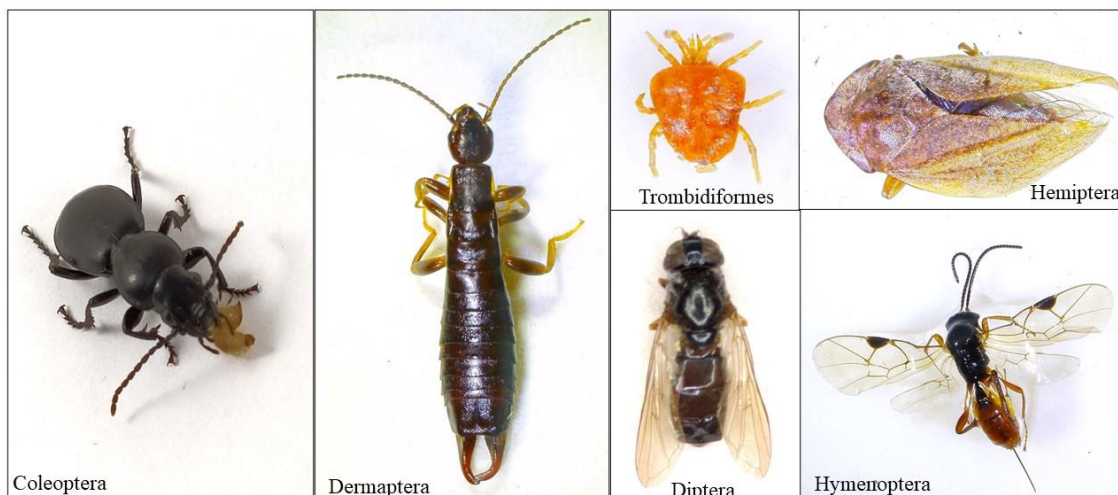 Coleoptera
Dermaptera
Trombidiformes
Hemiptera
Diptera
Hymenoptera